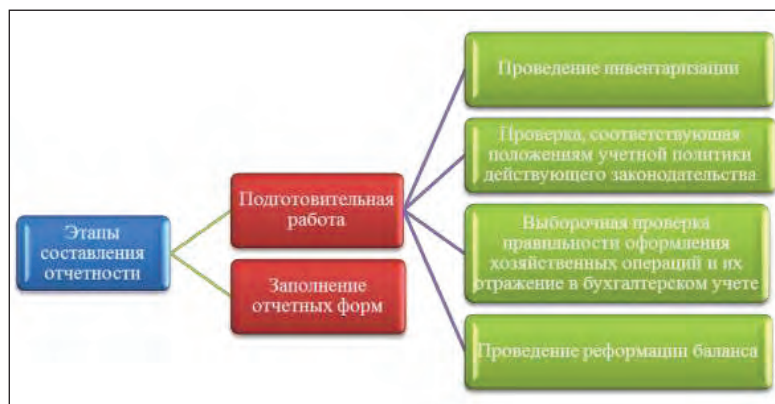 Этапы
составления
отчетности
Подготовительная
работа
Заполнение
отчетных форм
Проведение инвентаризации
Проверка, соответствующая
положениям учетной политики
действующего законодательства
Выборочная проверка
правильности оформления
хозяйственных операций и их
отражение в бухгалтерском учете
Проведение реформации баланса